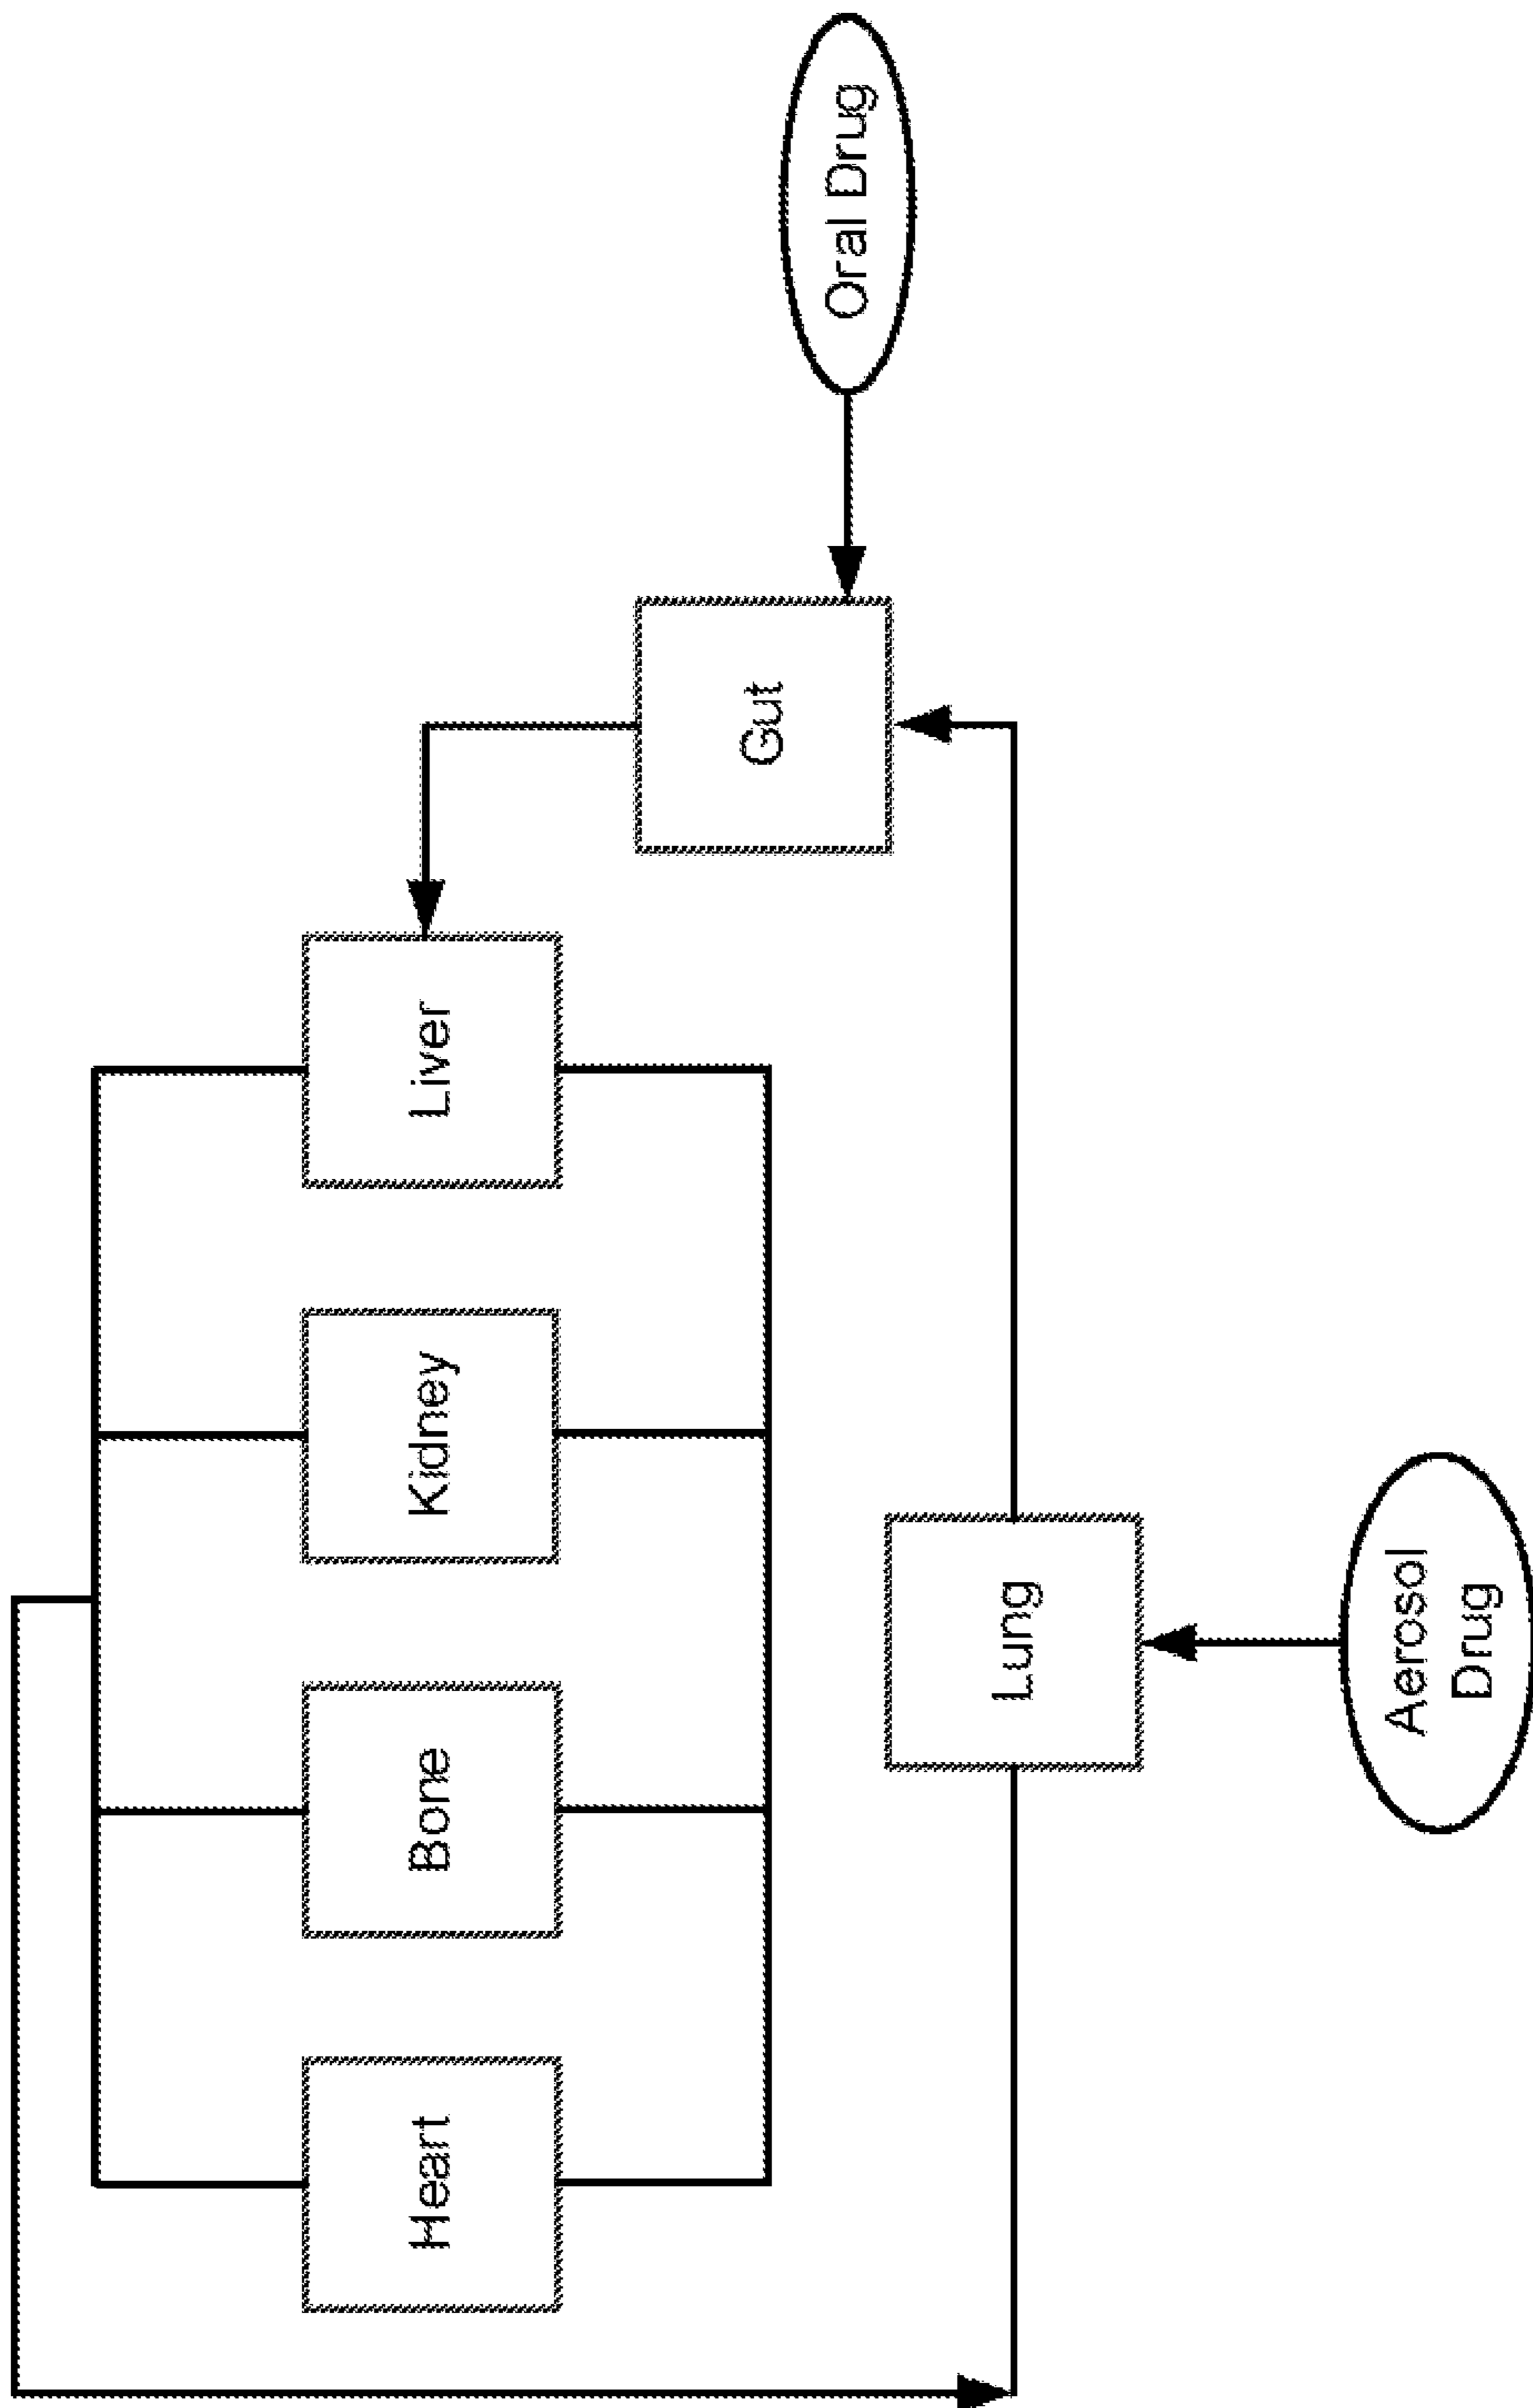 Heart
Bone
Kidney
Liver
Gut
Oral Drug
Lung
Aerosol
Drug